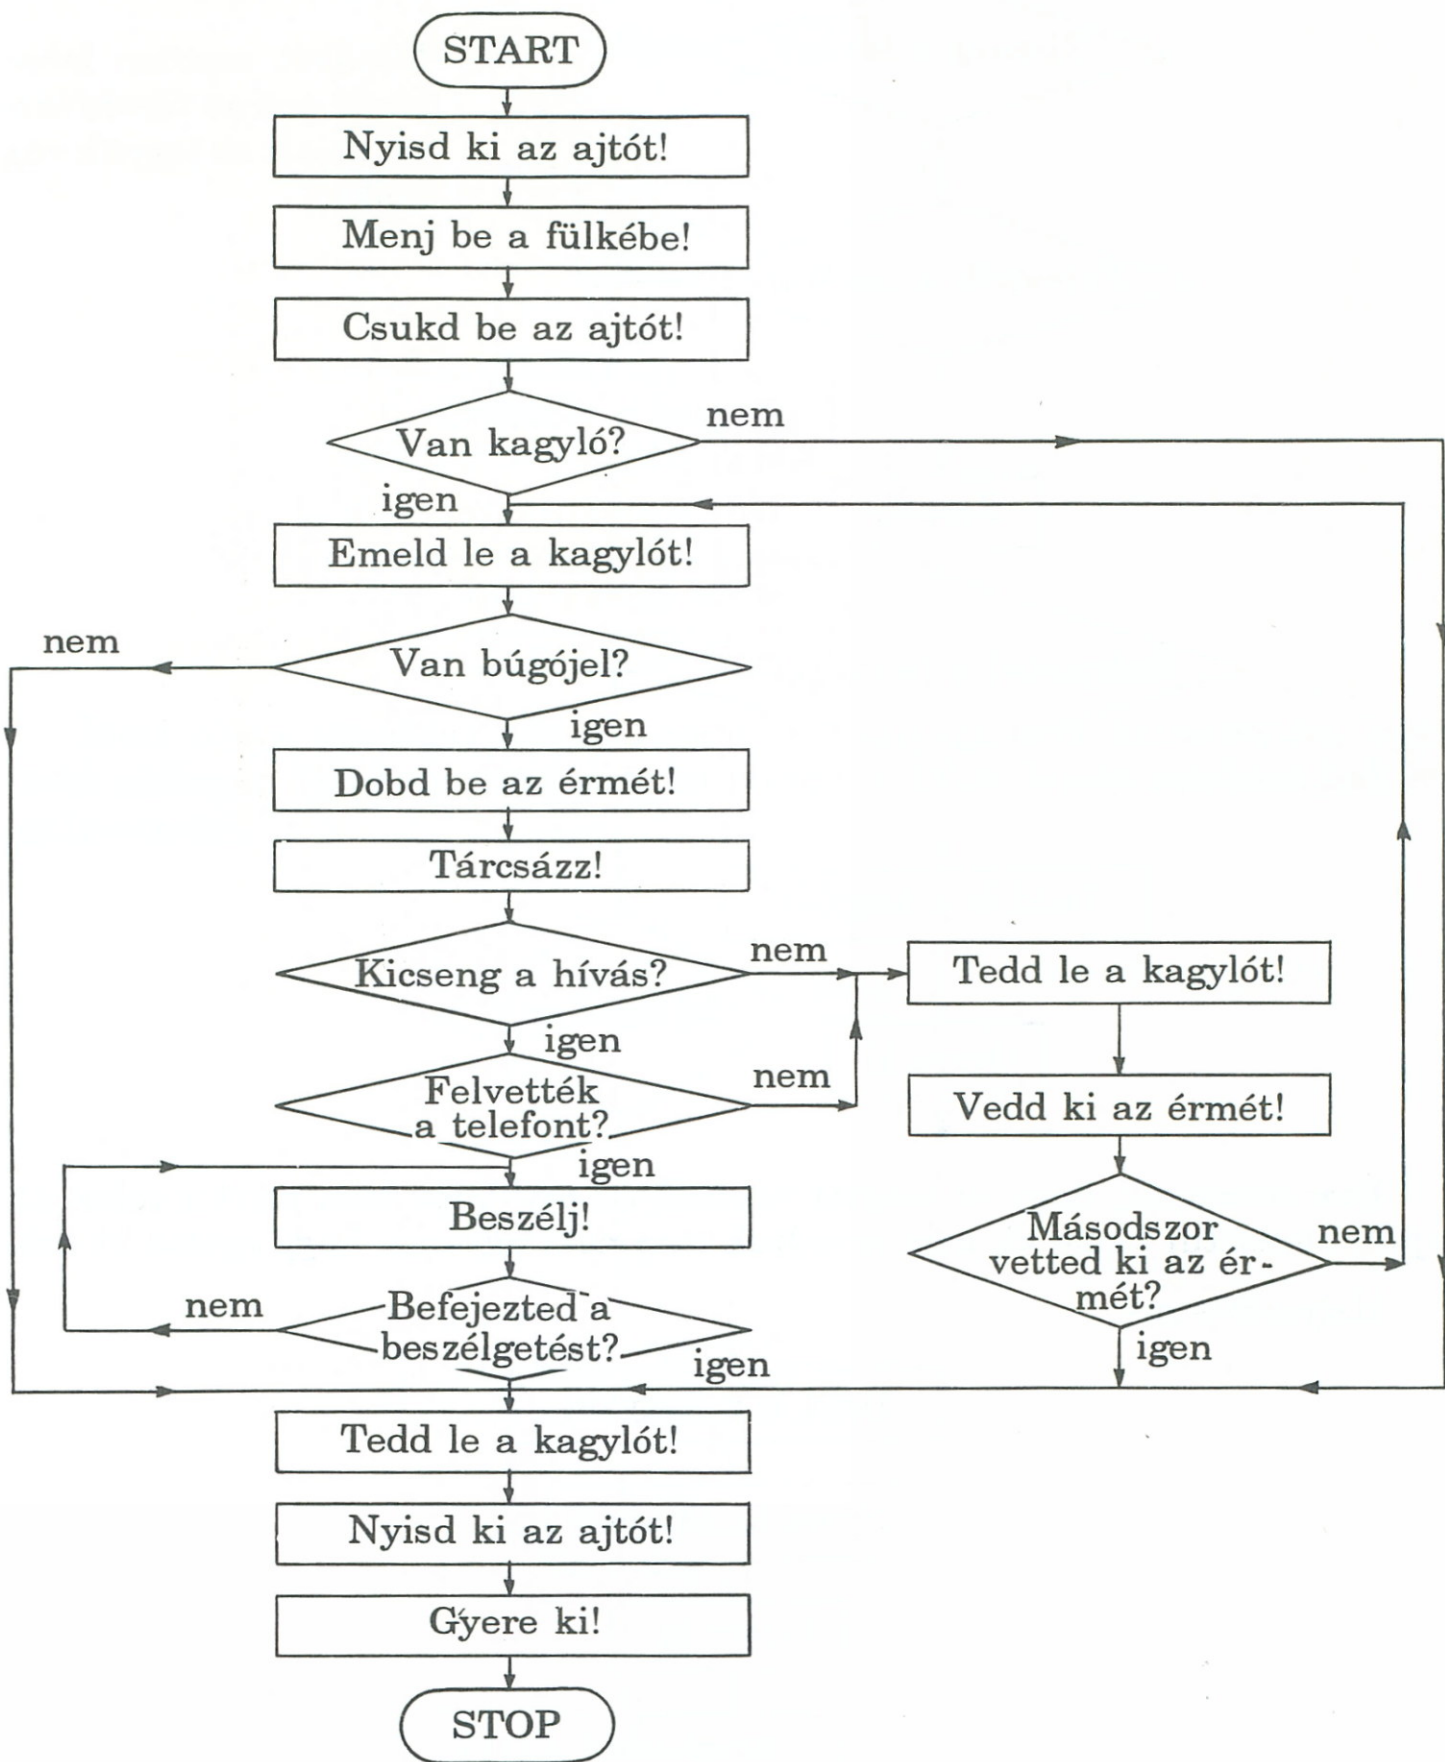 START
Nyisd ki az ajtót!
Menj be a fülkébe!
Csukd be az ajtót!
Van kagyló?
nem
igen
Emeld le a kagylót!
Van búgójel?
nem
igen
Dobd be az érmét!
Tárcsázz!
Kicseng a hívás?
nem
igen
Felvették
a telefont?
nem
igen
Tedd le a kagylót!
Vedd ki az érmét!
Másodszor
vetted ki az ér-
mét?
nem
igen
Beszélj!
Befejezted a
beszélgetést?
nem
igen
Tedd le a kagylót!
Nyisd ki az ajtót!
Gyere ki!
STOP